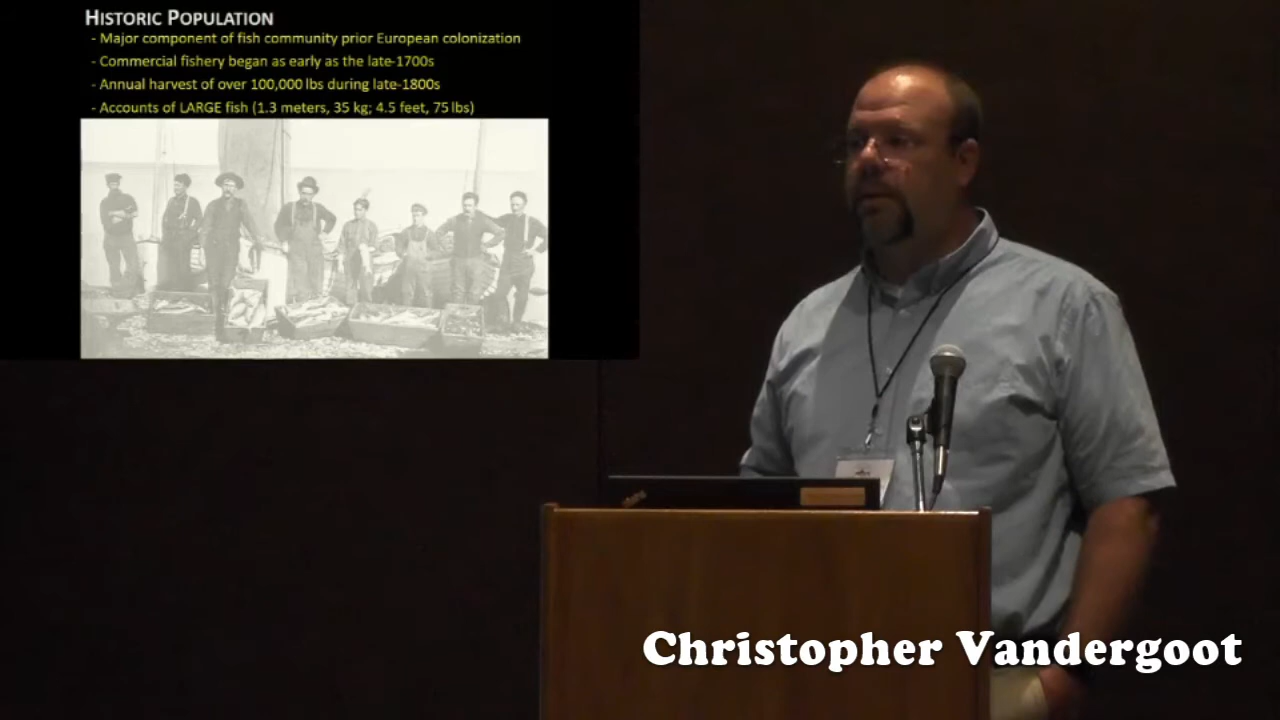 HISTORIC POPULATION
- Major component of fish community prior European colonization
- Commercial fishery began as early as the late-1700s
- Annual harvest of over 100,000 lbs during late-1800s
- Accounts of LARGE fish (1.3 meters, 35 kg; 4.5 feet, 75 lbs)
Christopher Vandergoot